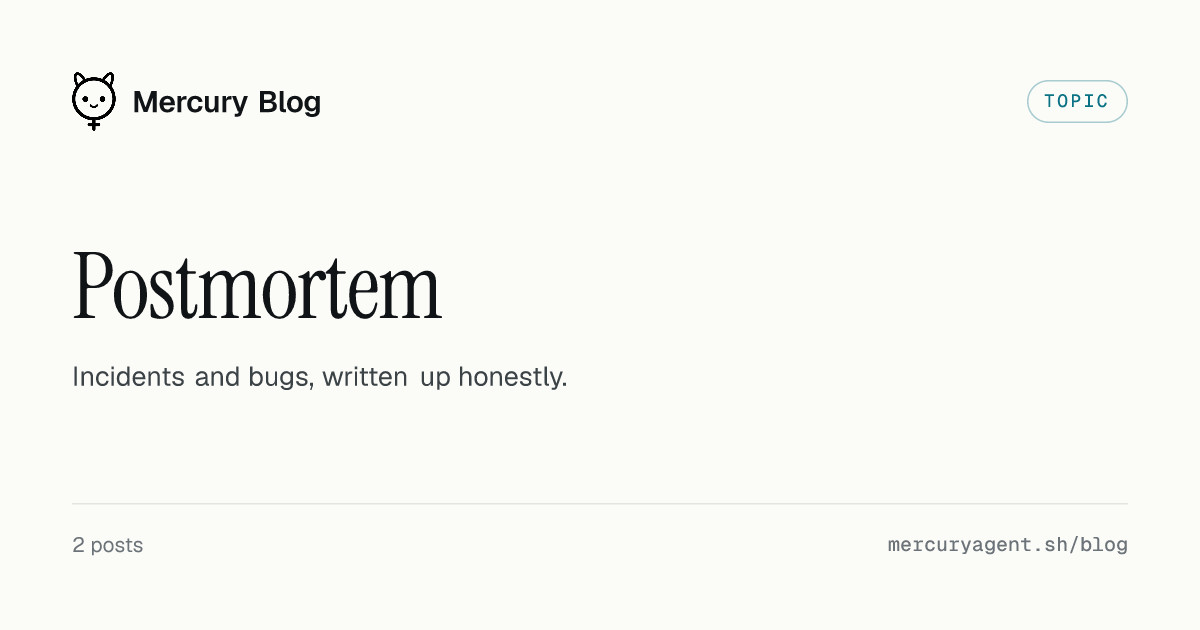 Mercury Blog
TOPIC
Postmortem
Incidents and bugs, written up honestly.
2 posts
mercuryagent.sh/blog